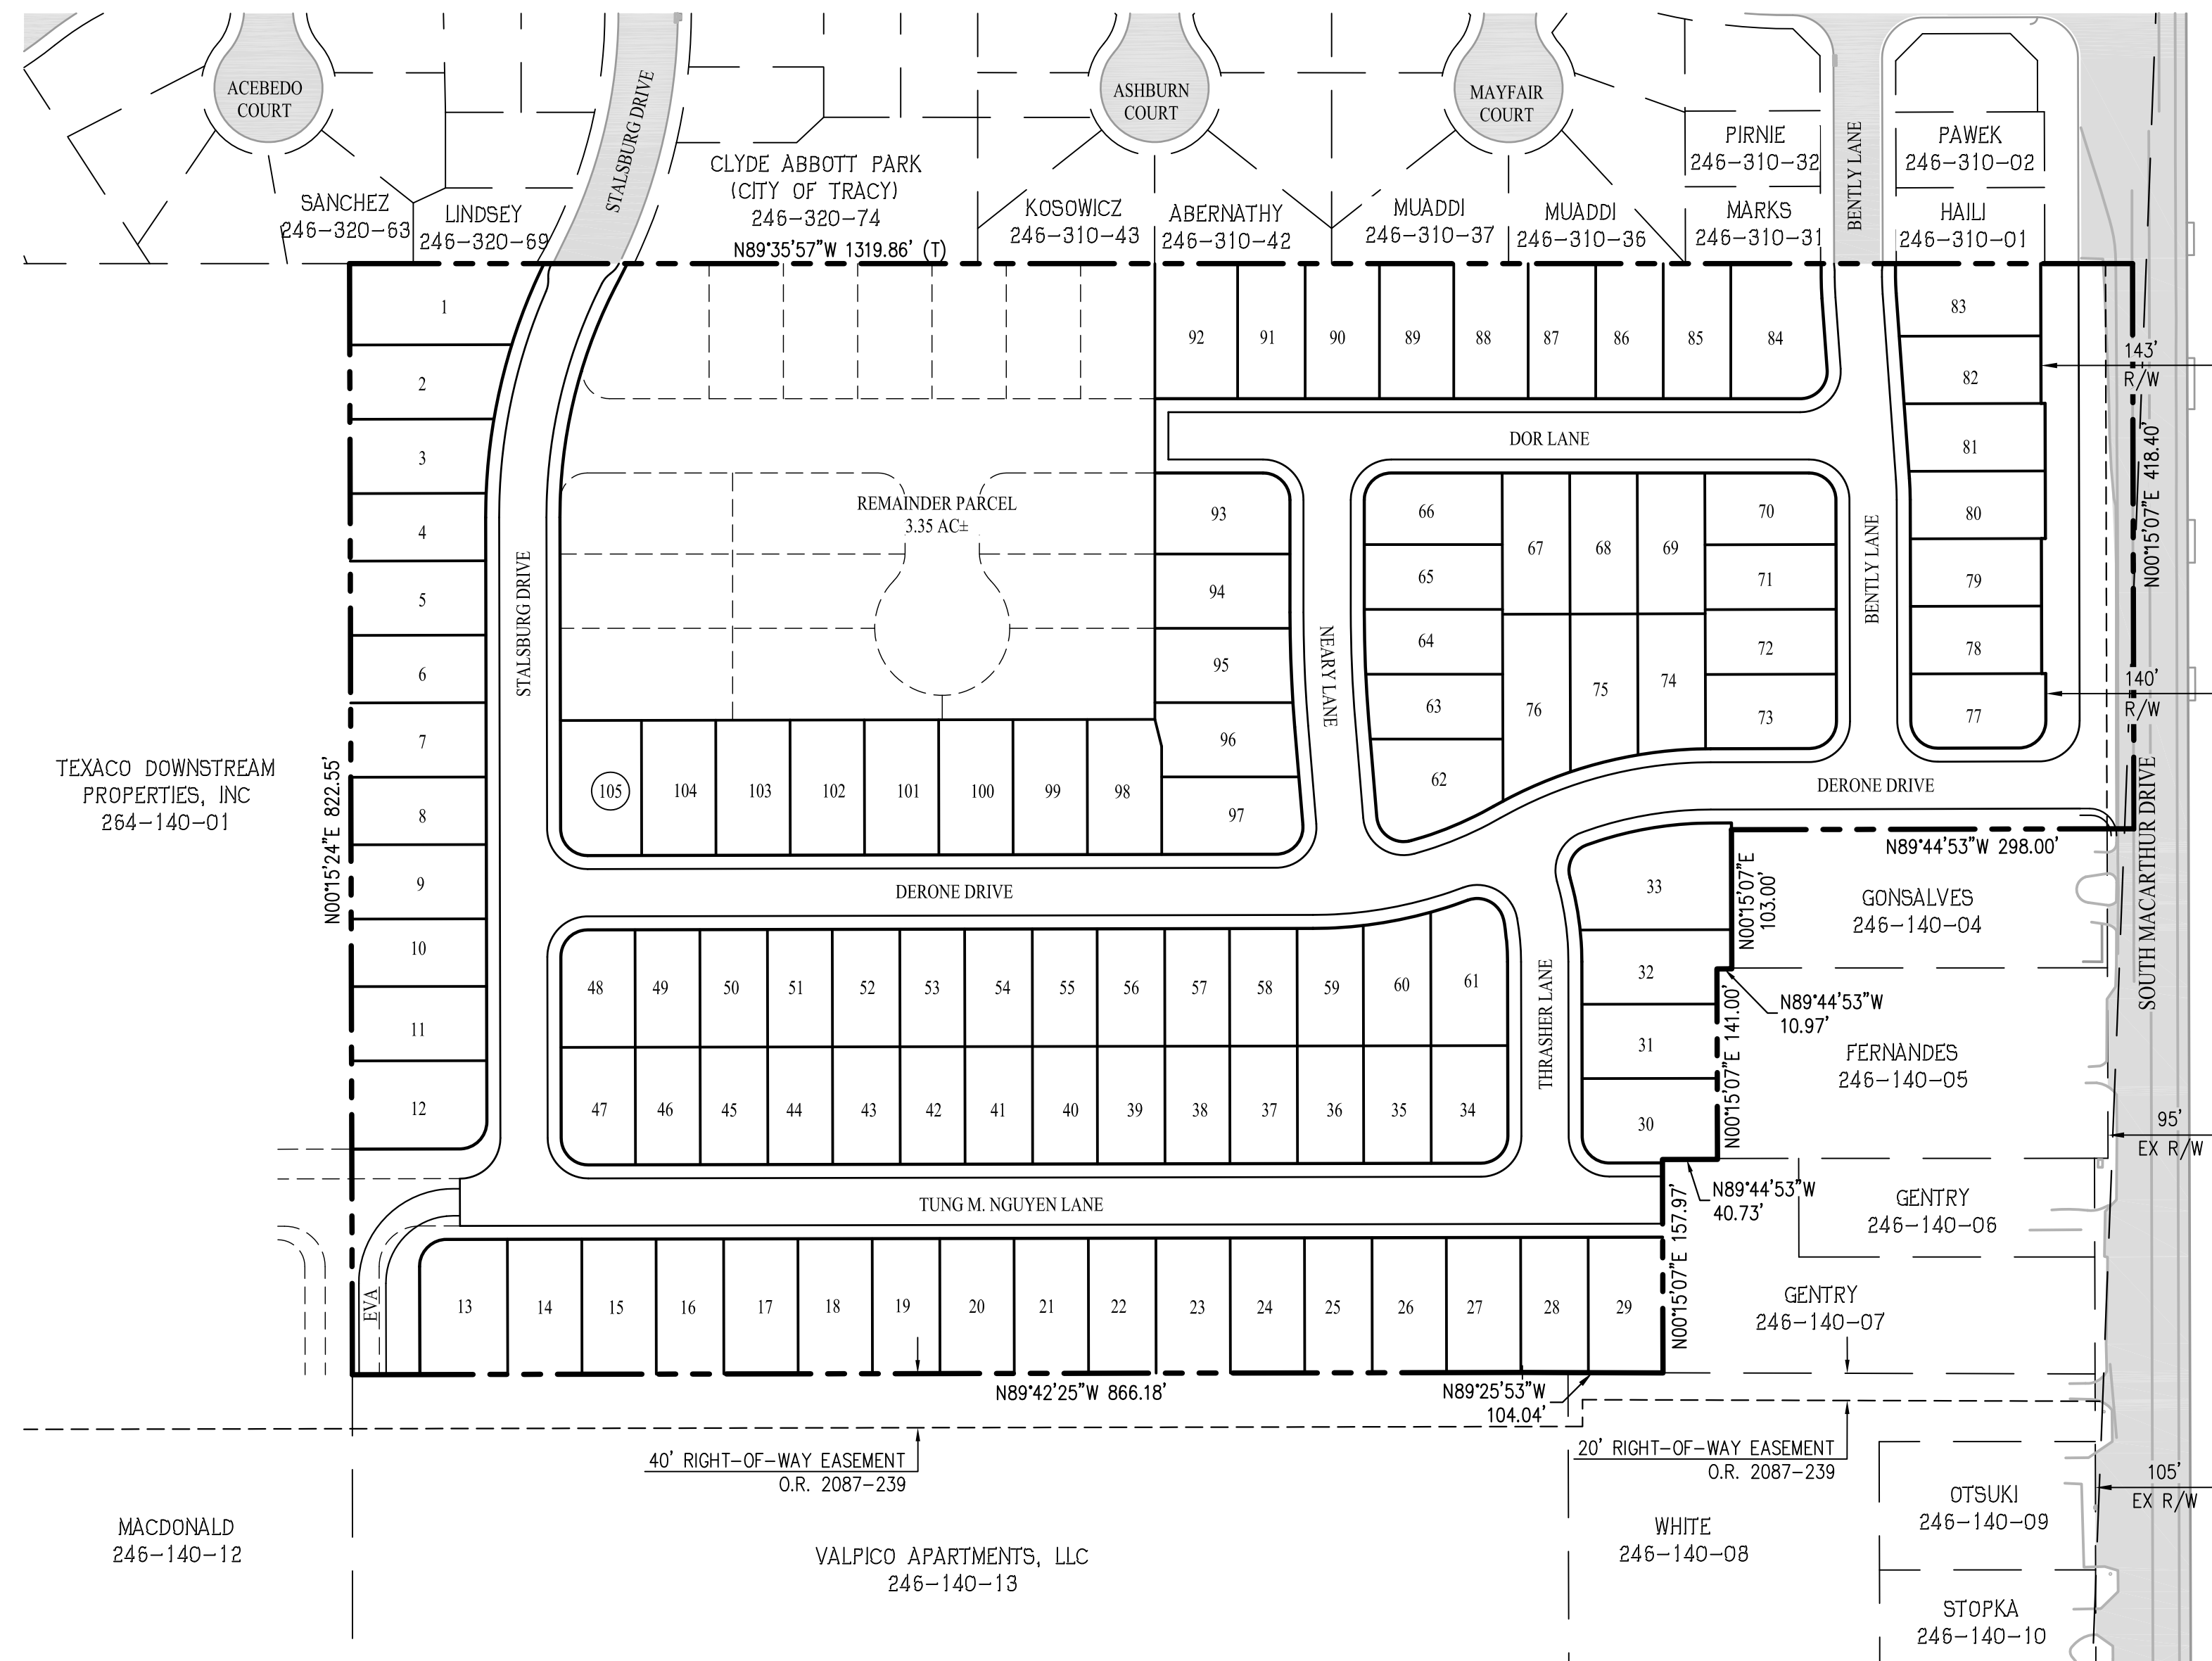 ACEBEDO
COURT
STALSBURG DRIVE
ASHBURN
COURT
MAYFAIR
COURT
BENTLY LANE
SANCHEZ
246-320-63
LINDSEY
246-320-69
CLYDE ABBOTT PARK
(CITY OF TRACY)
246-320-74
KOSOWICZ
246-310-43
ABERNATHY
246-310-42
MUADDI
246-310-37
MUADDI
246-310-36
PIRNIE
246-310-32
MARKS
246-310-31
PAWEK
246-310-02
HAILI
246-310-01
N89°35'57"W 1319.86' (T)
1
2
3
4
5
6
7
8
9
10
11
12
STALSBURG DRIVE
REMAINDER PARCEL
3.35 AC±
92
91
90
89
88
87
86
85
84
83
82
81
80
79
78
77
143'
R/W
N00°15'07"E 418.40'
140'
R/W
DOR LANE
93
94
95
96
97
NEARY LANE
66
65
64
63
62
67
68
69
70
71
72
73
76
75
74
BENTLY LANE
DERONE DRIVE
105
104
103
102
101
100
99
98
DERONE DRIVE
TEXACO DOWNSTREAM
PROPERTIES, INC
264-140-01
N00°15'24"E 822.55'
48
49
50
51
52
53
54
55
56
57
58
59
60
61
47
46
45
44
43
42
41
40
39
38
37
36
35
34
THRASHER LANE
33
32
31
30
N00°15'07"E
103.00'
N89°44'53"W 298.00'
GONSALVES
246-140-04
SOUTH MACARTHUR DRIVE
N89°44'53"W
10.97'
N00°15'07"E 141.00'
FERNANDES
246-140-05
95'
EX R/W
N89°44'53"W
40.73'
GENTRY
246-140-06
TUNG M. NGUYEN LANE
N00°15'07"E 157.97'
GENTRY
246-140-07
EVA
13
14
15
16
17
18
19
20
21
22
23
24
25
26
27
28
29
N89°42'25"W 866.18'
N89°25'53"W
104.04'
40' RIGHT-OF-WAY EASEMENT
O.R. 2087-239
20' RIGHT-OF-WAY EASEMENT
O.R. 2087-239
105'
EX R/W
OTSUKI
246-140-09
MACDONALD
246-140-12
VALPICO APARTMENTS, LLC
246-140-13
WHITE
246-140-08
STOPKA
246-140-10